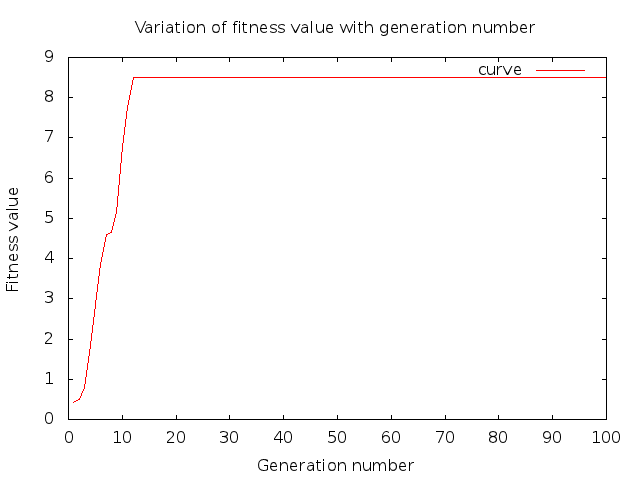 Variation of fitness value with generation number
9
curve
8
7
6
5
4
3
2
1
0
Fitness value
0 10 20 30 40 50 60 70 80 90 100
Generation number